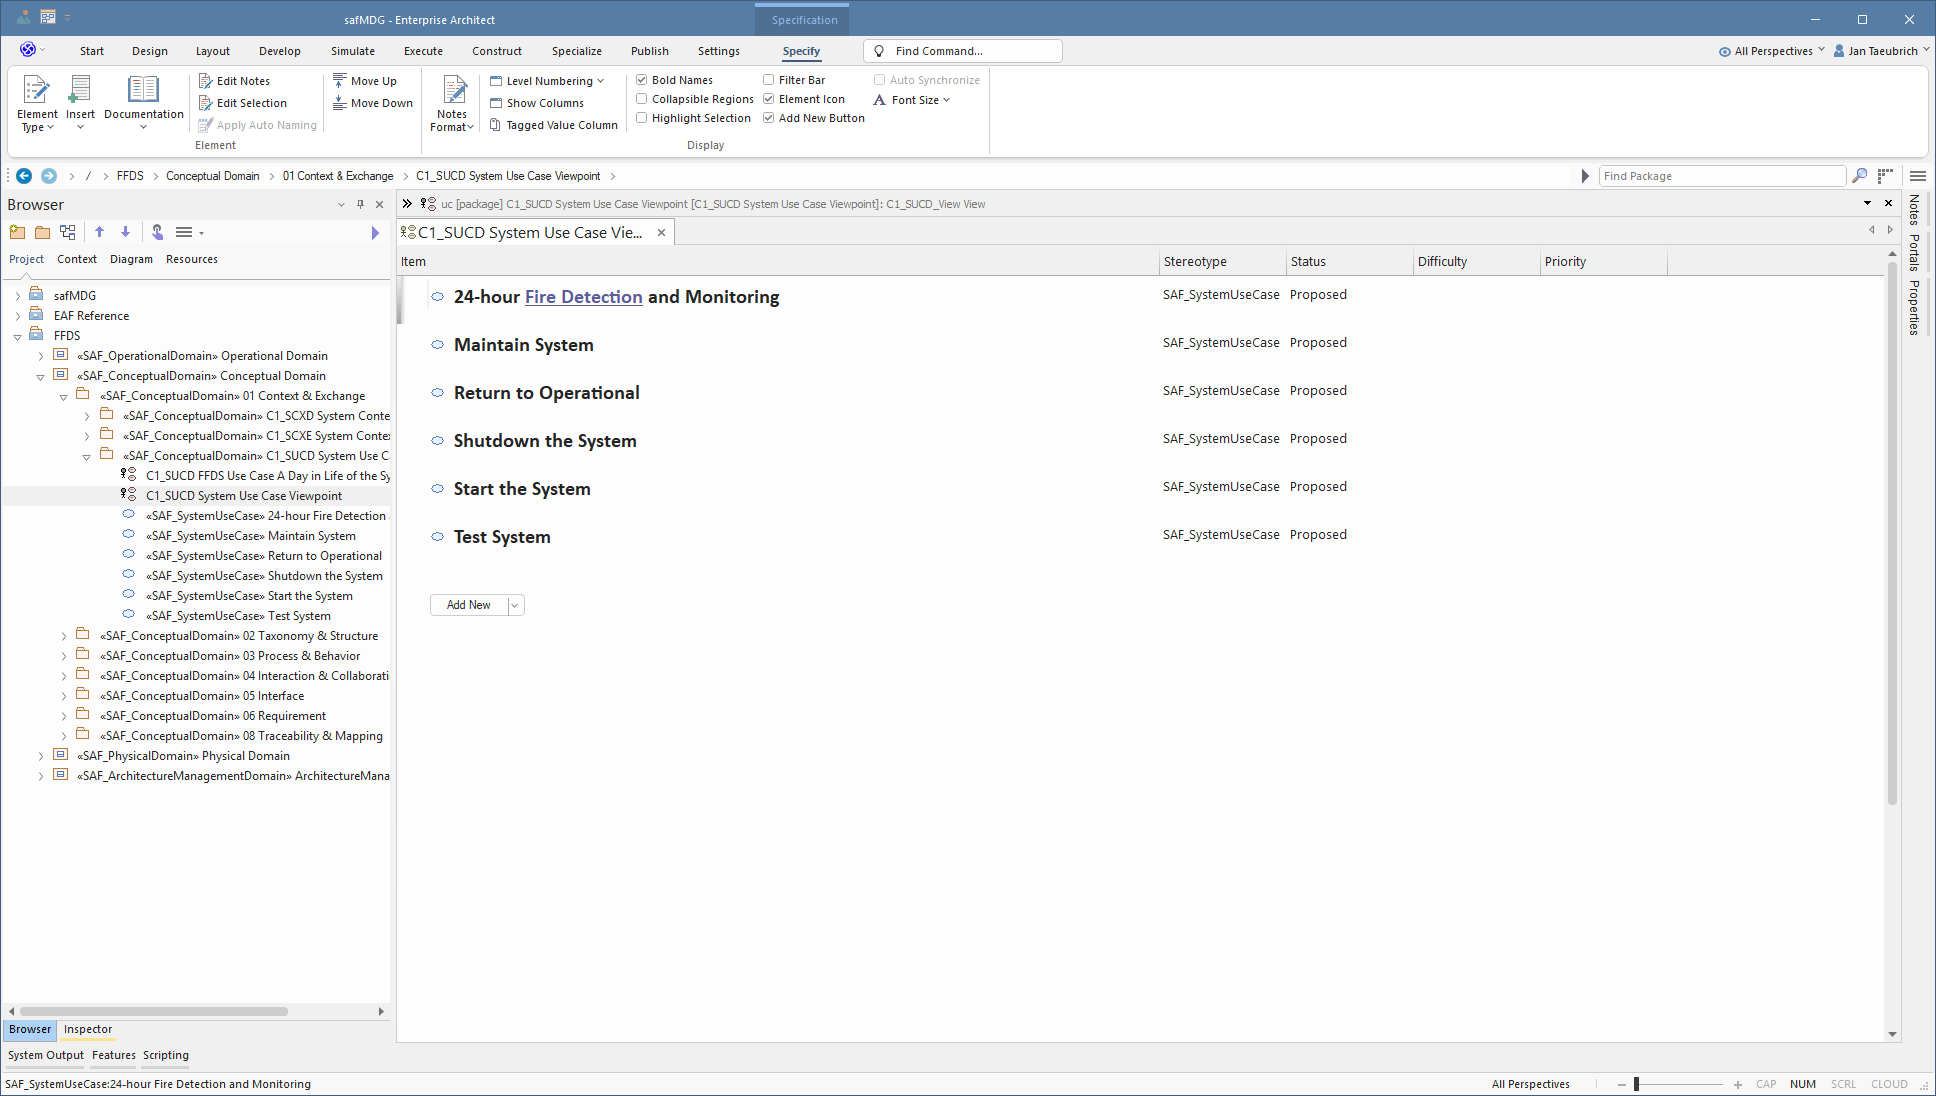 safMDG - Enterprise Architect
Specification
Start Design Layout Develop Simulate Execute Construct Specialize Publish Settings Specify Find Command... All Perspectives Jan Taeubrich
Element Type
Insert
Documentation
Edit Notes
Edit Selection
Apply Auto Naming
Move Up
Move Down
Element
Notes Format
Level Numbering
Show Columns
Tagged Value Column
Bold Names
Collapsible Regions
Highlight Selection
Filter Bar
Element Icon
Add New Button
Auto Synchronize
Font Size
Display
/ FFDS Conceptual Domain 01 Context & Exchange C1_SUCD System Use Case Viewpoint
Find Package
Browser
Project Context Diagram Resources
safMDG
EAF Reference
FFDS
«SAF_OperationalDomain» Operational Domain
«SAF_ConceptualDomain» Conceptual Domain
«SAF_ConceptualDomain» 01 Context & Exchange
«SAF_ConceptualDomain» C1_SCXD System Conte
«SAF_ConceptualDomain» C1_SCXE System Contex
«SAF_ConceptualDomain» C1_SUCD System Use C
C1_SUCD FFDS Use Case A Day in Life of the Sy
C1_SUCD System Use Case Viewpoint
«SAF_SystemUseCase» 24-hour Fire Detection
«SAF_SystemUseCase» Maintain System
«SAF_SystemUseCase» Return to Operational
«SAF_SystemUseCase» Shutdown the System
«SAF_SystemUseCase» Start the System
«SAF_SystemUseCase» Test System
«SAF_ConceptualDomain» 02 Taxonomy & Structure
«SAF_ConceptualDomain» 03 Process & Behavior
«SAF_ConceptualDomain» 04 Interaction & Collaborati
«SAF_ConceptualDomain» 05 Interface
«SAF_ConceptualDomain» 06 Requirement
«SAF_ConceptualDomain» 08 Traceability & Mapping
«SAF_PhysicalDomain» Physical Domain
«SAF_ArchitectureManagementDomain» ArchitectureMana
Browser Inspector
System Output Features Scripting
uc [package] C1_SUCD System Use Case Viewpoint [C1_SUCD System Use Case Viewpoint]: C1_SUCD_View View
C1_SUCD System Use Case Vie...
Item Stereotype Status Difficulty Priority
24-hour Fire Detection and Monitoring SAF_SystemUseCase Proposed
Maintain System SAF_SystemUseCase Proposed
Return to Operational SAF_SystemUseCase Proposed
Shutdown the System SAF_SystemUseCase Proposed
Start the System SAF_SystemUseCase Proposed
Test System SAF_SystemUseCase Proposed
Add New
Notes
Portals
Properties
SAF_SystemUseCase:24-hour Fire Detection and Monitoring
All Perspectives CAP NUM SCRL CLOUD